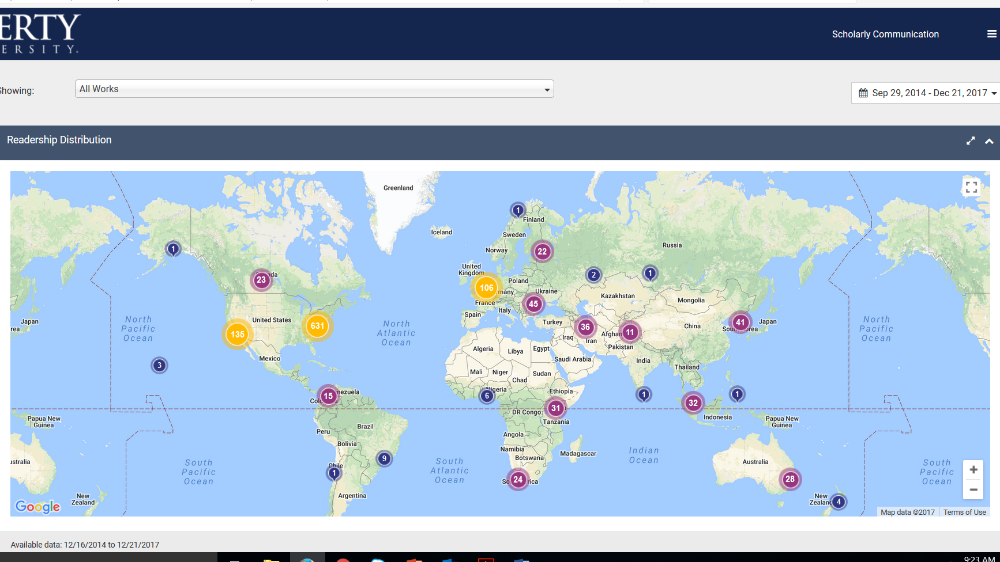 ERTY
ERSITY.
Scholarly Communication
Showing:
All Works
Sep 29, 2014 - Dec 21, 2017
Readership Distribution
Greenland
1
Finland
Iceland
Sweden
1
Norway
22
Russia
United
Kingdom
23
ada
2
1
Poland
106
many
Ukraine
Kazakhstan
Mongolia
France
45
Italy
Spain
Turkey
North
Pacific
Ocean
Japan
rea
United States
135
631
North
Atlantic
Ocean
36
11
Afghan
Iraq
Iran
Pakistan
China
41
South Korea
Japan
North
Pacific
Ocean
Algeria
Libya
Egypt
Saudi Arabia
India
Mexico
3
Mali
Niger
Chad
Sudan
Thailand
15
nezuela
Col
6
Nigeria
Ethiopia
1
32
1
31
DR Congo
Tanzania
Indonesia
Papua New
Guinea
Papua New
Guinea
Peru
Brazil
Bolivia
Angola
Namibia
Botswana
Madagascar
Indian
Ocean
Australia
ustralia
South
Pacific
Ocean
Chile
1
9
South
Atlantic
Ocean
24
So
rica
28
South
Pacific
Ocean
+
−
New
Zealand
Argentina
New
Zealand
4
Google
Map data ©2017
Terms of Use
Available data: 12/16/2014 to 12/21/2017
9:23 AM